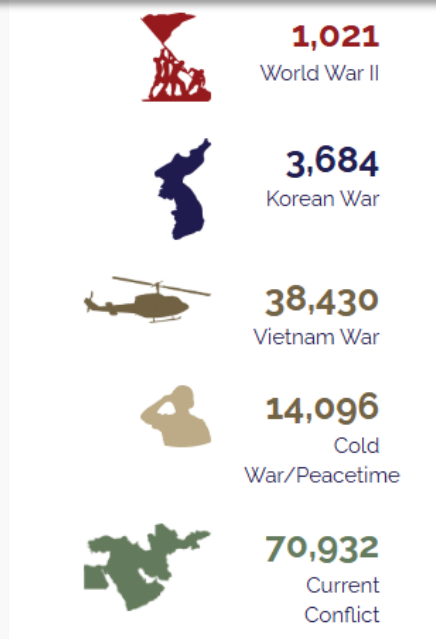 1,021
World War II
3,684
Korean War
38,430
Vietnam War
14,096
Cold
War/Peacetime
70,932
Current
Conflict